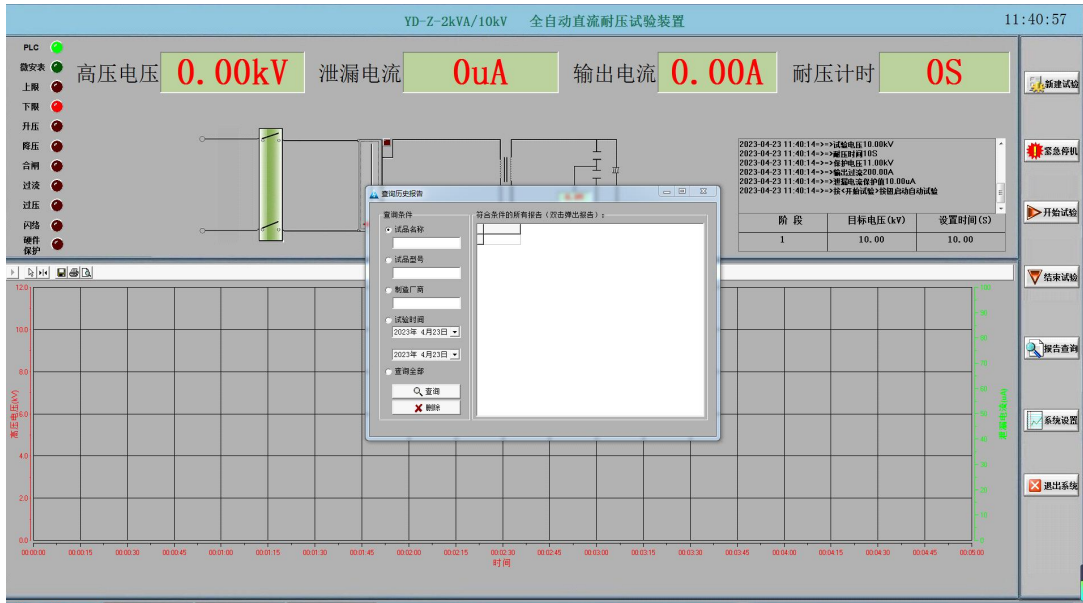 YD-Z-2kVA/10kV 全自动直流耐压试验装置
11:40:57
PLC
微安表
上限
下限
升压
降压
合闸
过流
过压
闪络
硬件
保护
高压电压 0.00kV
泄漏电流 0uA
输出电流 0.00A
耐压计时 0S
2023-04-23 11:40:14->->试验电压10.00kV
2023-04-23 11:40:14->->耐压时间10S
2023-04-23 11:40:14->->保护电压11.00kV
2023-04-23 11:40:14->->输出过流200.00A
2023-04-23 11:40:14->->泄漏电流保护值10.00uA
2023-04-23 11:40:14->->按<开始试验>按钮启动自动试验
阶 段 目标电压(kV) 设置时间(S)
1 10.00 10.00
新建试验
紧急停机
开始试验
结束试验
报告查询
系统设置
退出系统
查询历史报告
查询条件
试品名称
试品型号
制造厂商
试验时间
2023年 4月23日
2023年 4月23日
查询全部
查询
删除
符合条件的所有报告（双击弹出报告）：
高压电压(kV)
12.0
10.0
8.0
6.0
4.0
2.0
0.0
00:00:00 00:00:15 00:00:30 00:00:45 00:01:00 00:01:15 00:01:30 00:01:45 00:02:00 00:02:15 00:02:30 00:02:45 00:03:00 00:03:15 00:03:30 00:03:45 00:04:00 00:04:15 00:04:30 00:04:45 00:05:00
时间
100
90
80
70
60
50
40
30
20
10
0
泄漏电流(uA)